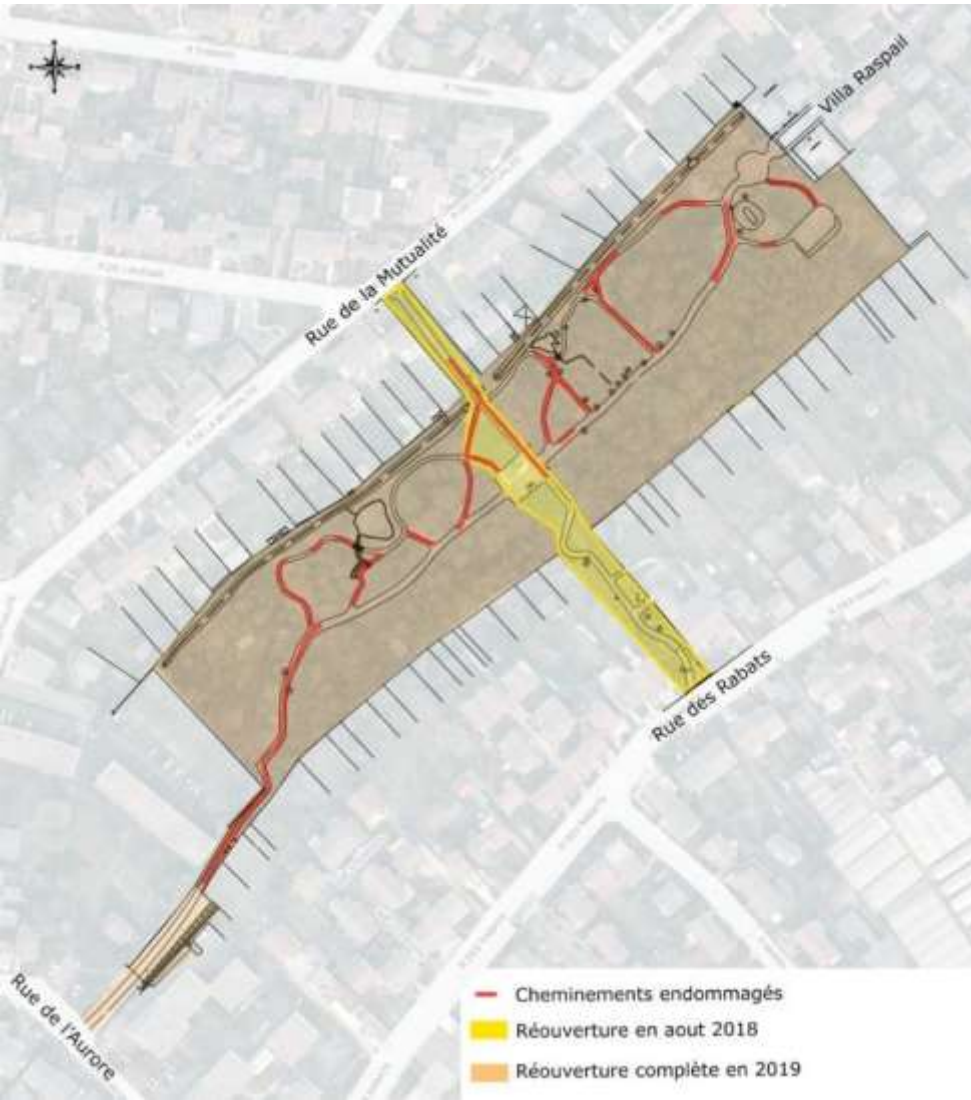 Villa Raspail
Rue de la Mutualité
Rue des Rabats
Rue de l'Aurore
Cheminements endommagés
Réouverture en aout 2018
Réouverture complète en 2019